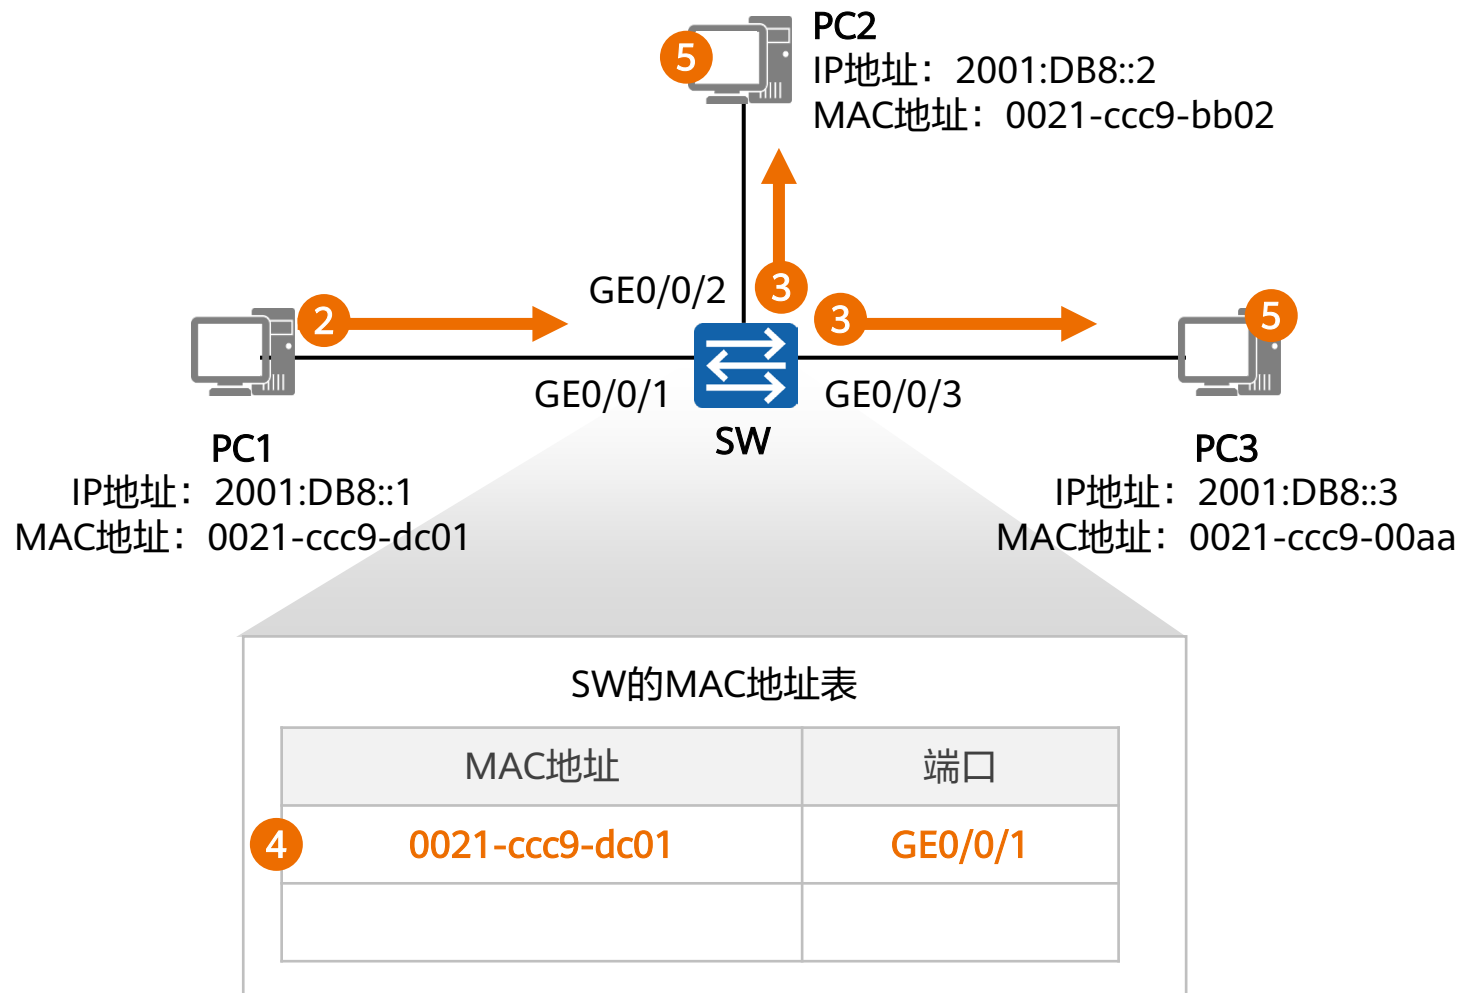 PC2
5
IP地址：2001:DB8::2
MAC地址：0021-ccc9-bb02
GE0/0/2
3
2
3
5
GE0/0/1
GE0/0/3
SW
PC1
IP地址：2001:DB8::1
MAC地址：0021-ccc9-dc01
PC3
IP地址：2001:DB8::3
MAC地址：0021-ccc9-00aa
SW的MAC地址表
MAC地址 端口
4 0021-ccc9-dc01 GE0/0/1